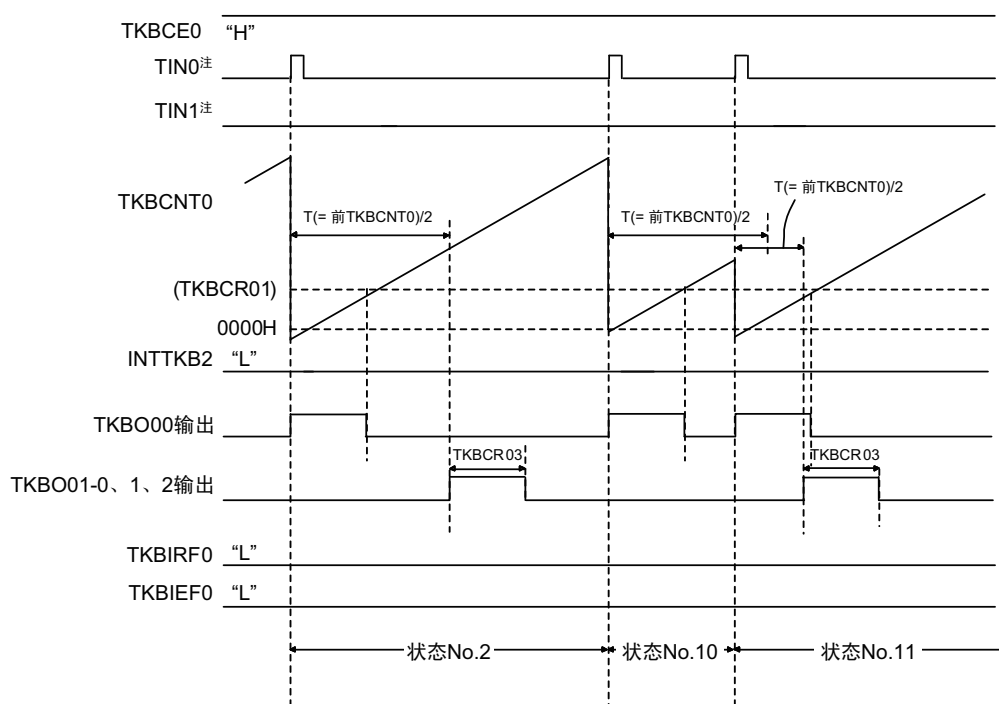 TKBCE0 “H”
TIN0注
TIN1注
TKBCNT0
T(= 前TKBCNT0)/2
T(= 前TKBCNT0)/2
T(= 前TKBCNT0)/2
(TKBCR01)
0000H
INTTKB2 “L”
TKBO00输出
TKBCR03
TKBCR03
TKBO01-0、1、2输出
TKBIRF0 “L”
TKBIEF0 “L”
状态No.2
状态No.10
状态No.11